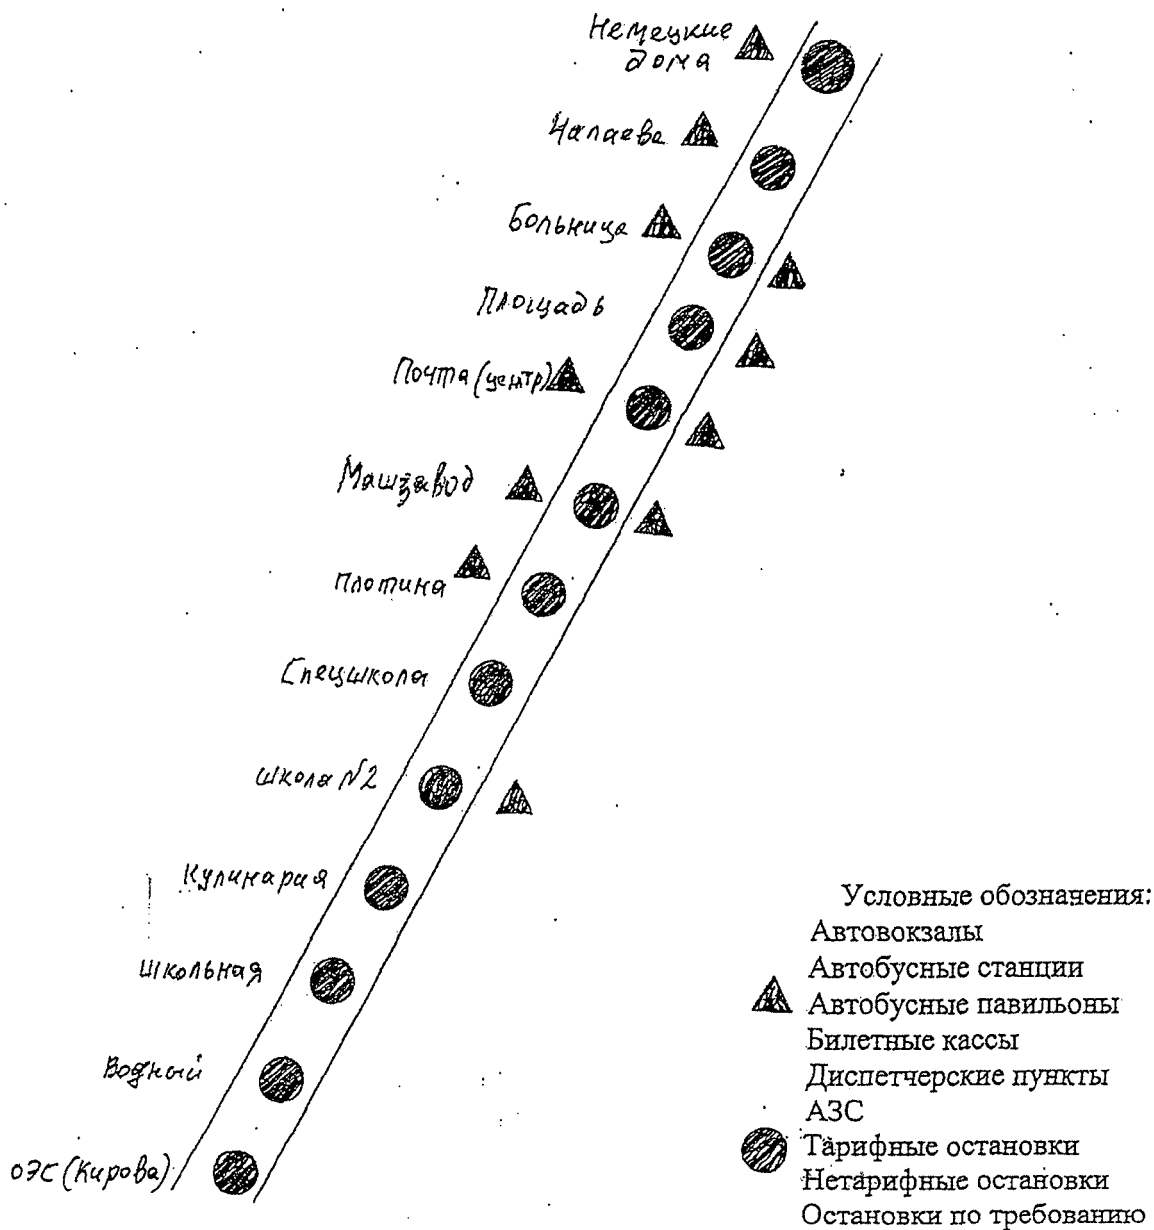 Немецкие
дома
Чапаева
Больница
Площадь
Почта (центр)
Машзавод
Плотина
Спецшкола
Школа №2
Кулинария
Школьная
Водный
ОЭС (Кирова)
Условные обозначения:
Автовокзалы
Автобусные станции
Автобусные павильоны
Билетные кассы
Диспетчерские пункты
АЗС
Тарифные остановки
Нетарифные остановки
Остановки по требованию